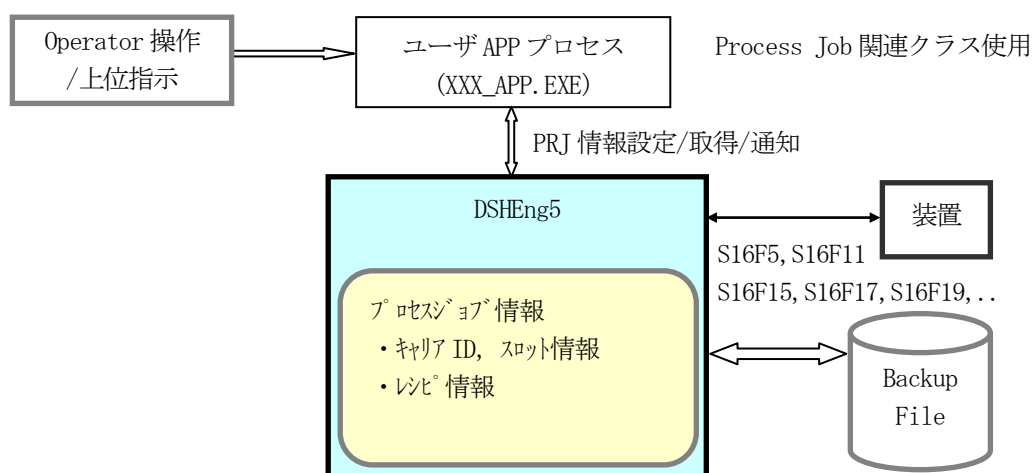 Operator 操作
/上位指示
ユーザ APP プロセス
(XXX_APP.EXE)
Process Job 関連クラス使用
PRJ 情報設定/取得/通知
DSHEng5
装置
S16F5,S16F11
S16F15,S16F17,S16F19,..
ﾌﾟﾛｾｽｼﾞｮﾌﾞ情報
・ｷｬﾘｱ ID, ｽﾛｯﾄ情報
・ﾚｼﾋﾟ情報
Backup
File